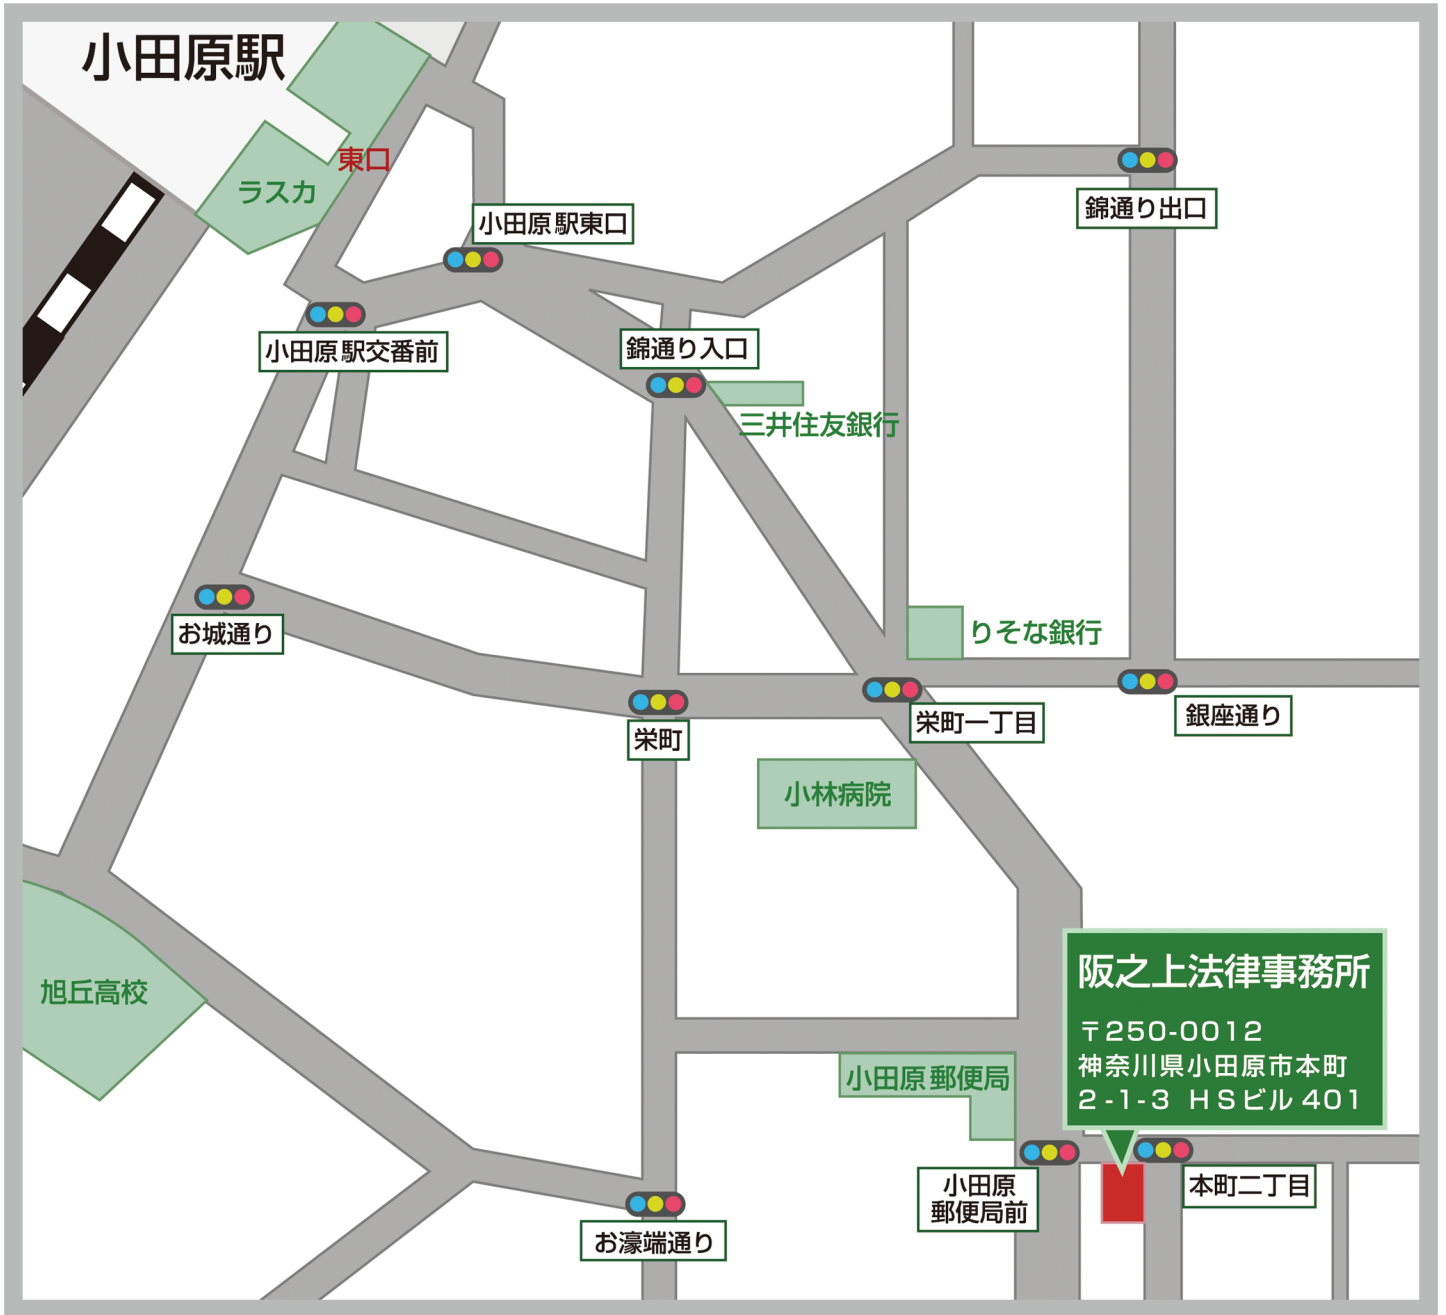 小田原駅
東口
ラスカ
小田原駅東口
錦通り出口
小田原駅交番前
錦通り入口
三井住友銀行
お城通り
りそな銀行
栄町
栄町一丁目
銀座通り
小林病院
旭丘高校
阪之上法律事務所
〒250-0012
神奈川県小田原市本町
2-1-3 HSビル401
小田原郵便局
小田原
郵便局前
本町二丁目
お濠端通り